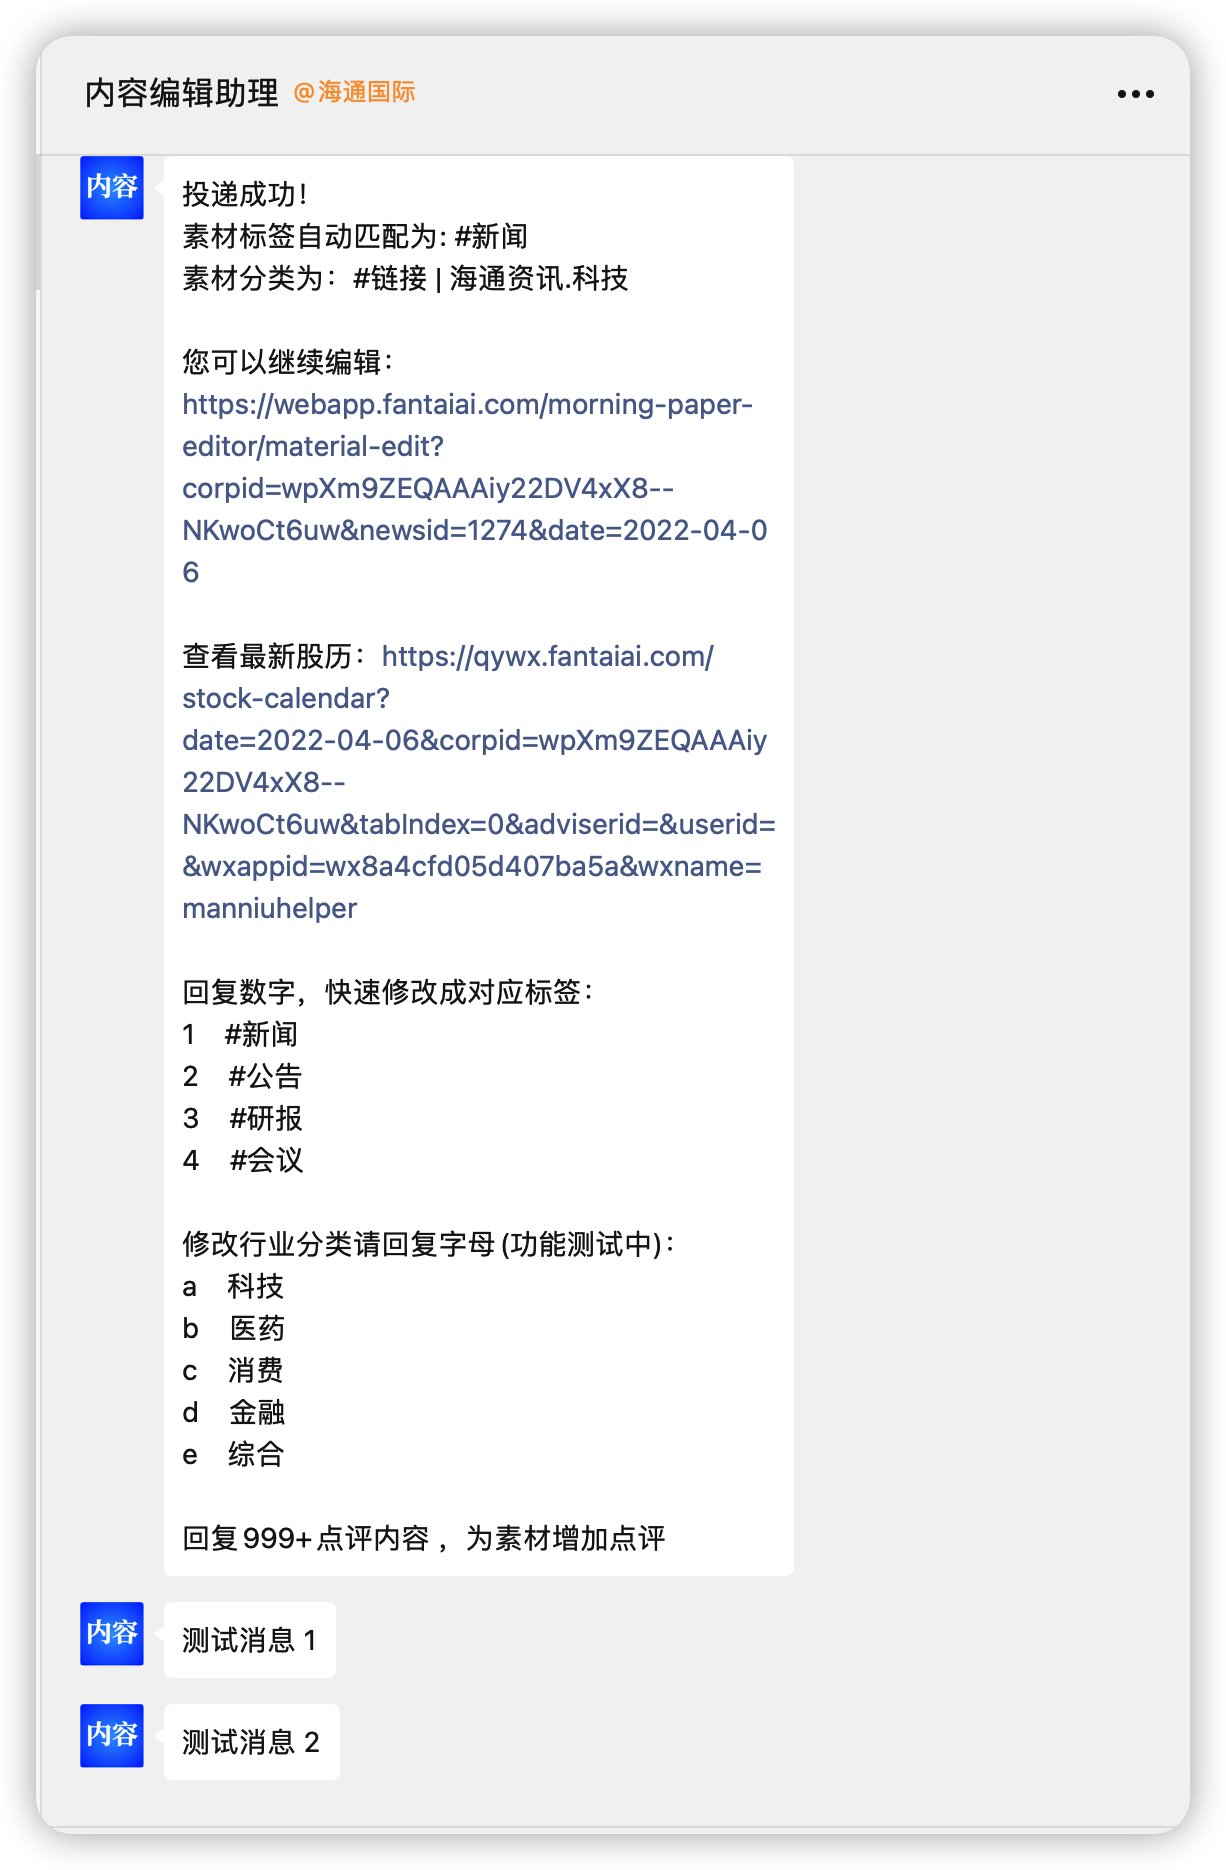 内容编辑助理 @海通国际
内容
投递成功！
素材标签自动匹配为: #新闻
素材分类为：#链接 | 海通资讯.科技
您可以继续编辑：
https://webapp.fantaiai.com/morning-paper-
editor/material-edit?
corpid=wpXm9ZEQAAAiy22DV4xX8--
NKwoCt6uw&newsid=1274&date=2022-04-0
6
查看最新股历：https://qywx.fantaiai.com/
stock-calendar?
date=2022-04-06&corpid=wpXm9ZEQAAAiy
22DV4xX8--
NKwoCt6uw&tabIndex=0&adviserid=&userid=
&wxappid=wx8a4cfd05d407ba5a&wxname=
manniuhelper
回复数字，快速修改成对应标签：
1 #新闻
2 #公告
3 #研报
4 #会议
修改行业分类请回复字母(功能测试中)：
a 科技
b 医药
c 消费
d 金融
e 综合
回复999+点评内容 ，为素材增加点评
内容
测试消息 1
内容
测试消息 2